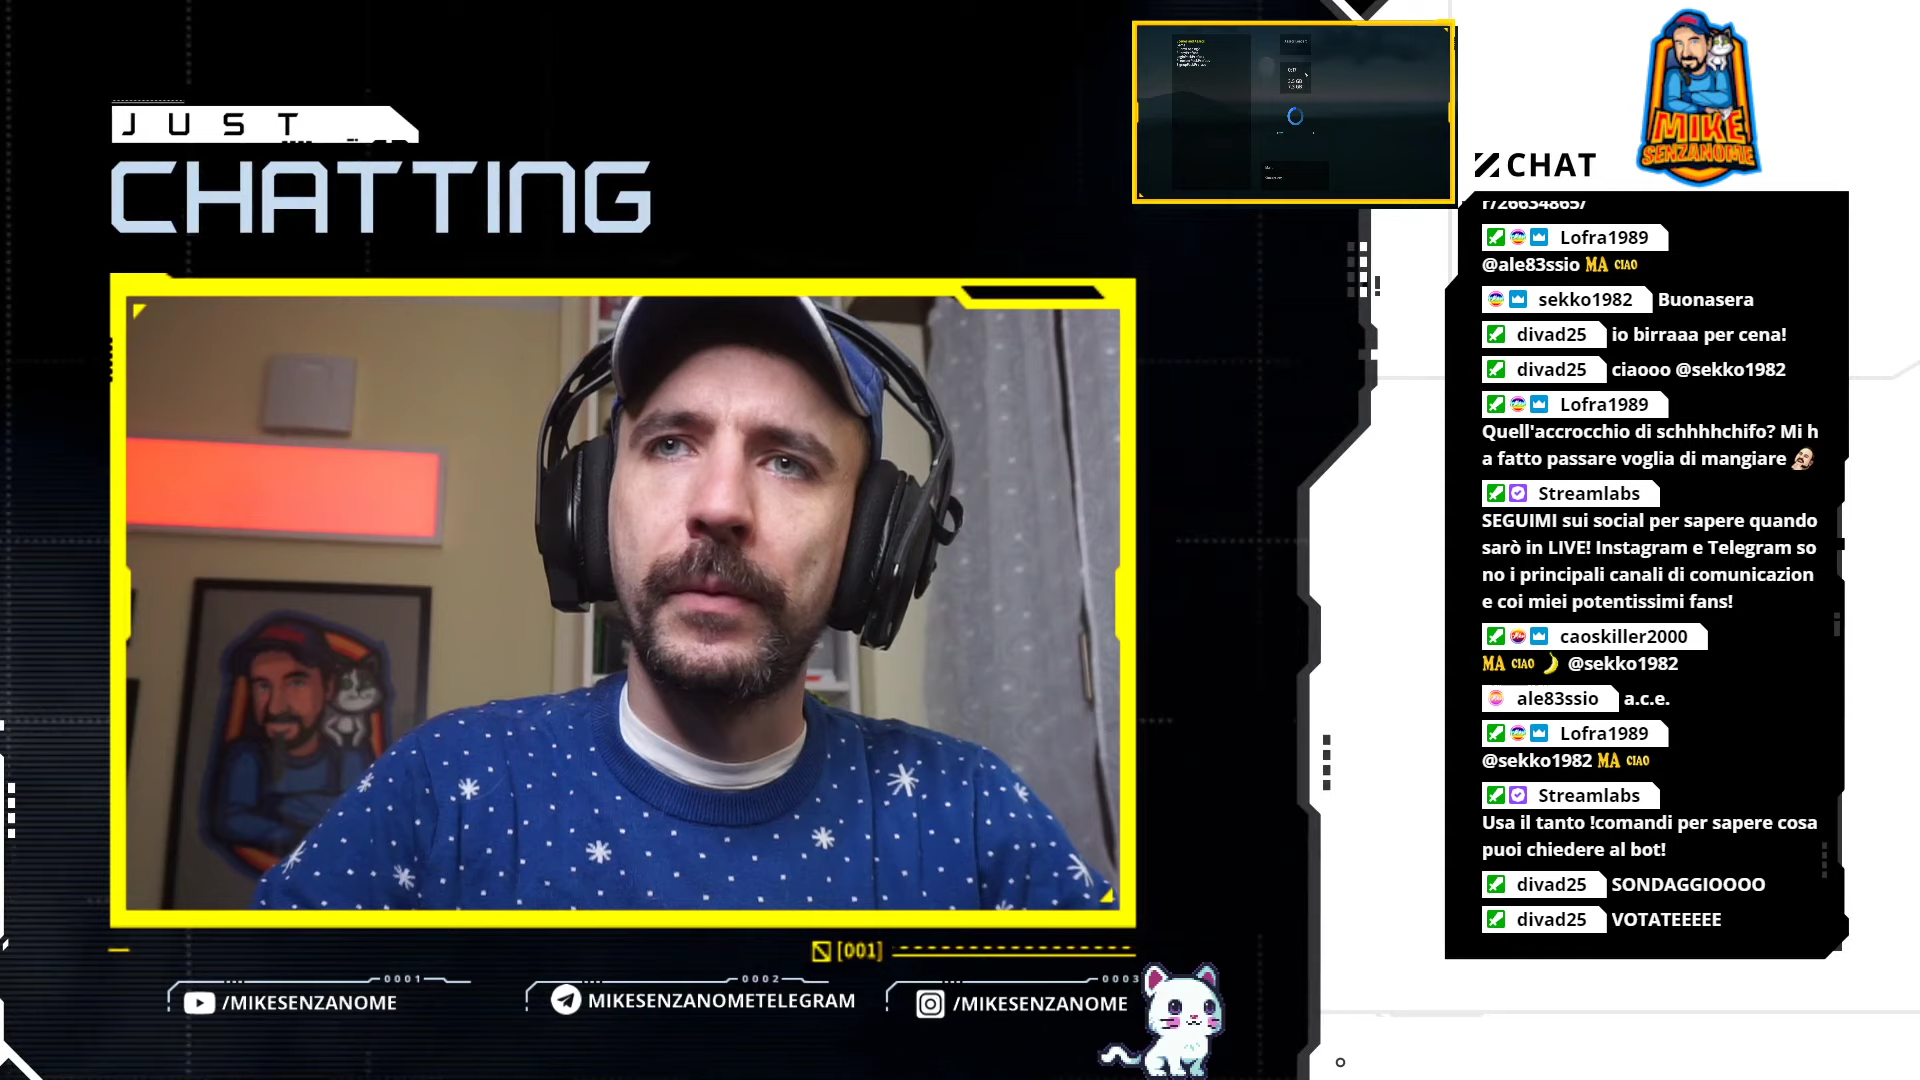 JUST
CHATTING
MIKE
SENZANOME
CHAT
r/266348657
Lofra1989
@ale83ssio MA CIAO
sekko1982 Buonasera
divad25 io birraaa per cena!
divad25 ciaooo @sekko1982
Lofra1989
Quell'accrocchio di schhhhchifo? Mi h
a fatto passare voglia di mangiare
Streamlabs
SEGUIMI sui social per sapere quando
sarò in LIVE! Instagram e Telegram so
no i principali canali di comunicazion
e coi miei potentissimi fans!
caoskiller2000
MA CIAO @sekko1982
ale83ssio a.c.e.
Lofra1989
@sekko1982 MA CIAO
Streamlabs
Usa il tanto !comandi per sapere cosa
puoi chiedere al bot!
divad25 SONDAGGIOOOO
divad25 VOTATEEEEE
[001]
0001
/MIKESENZANOME
0002
MIKESENZANOMETELEGRAM
0003
/MIKESENZANOME